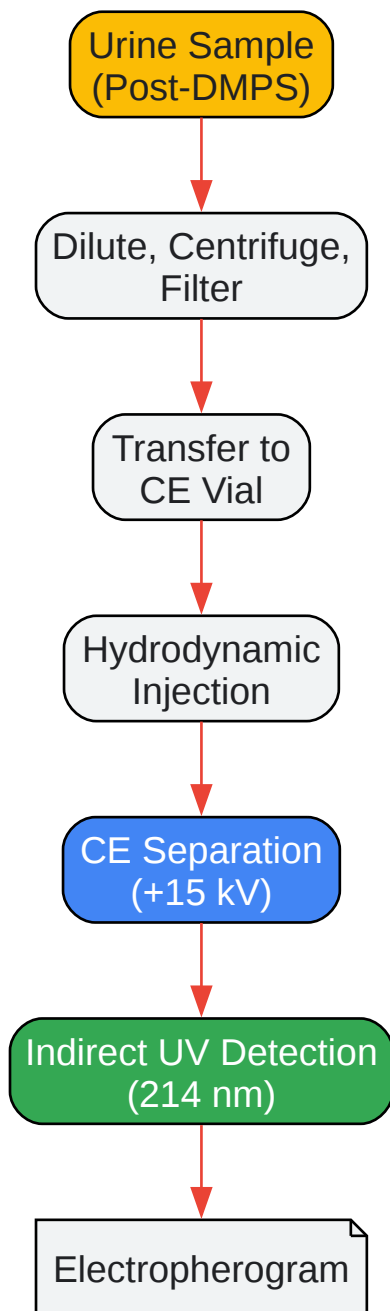 Urine Sample
(Post-DMPS)
Dilute, Centrifuge,
Filter
Transfer to
CE Vial
Hydrodynamic
Injection
CE Separation
(+15 kV)
Indirect UV Detection
(214 nm)
Electropherogram